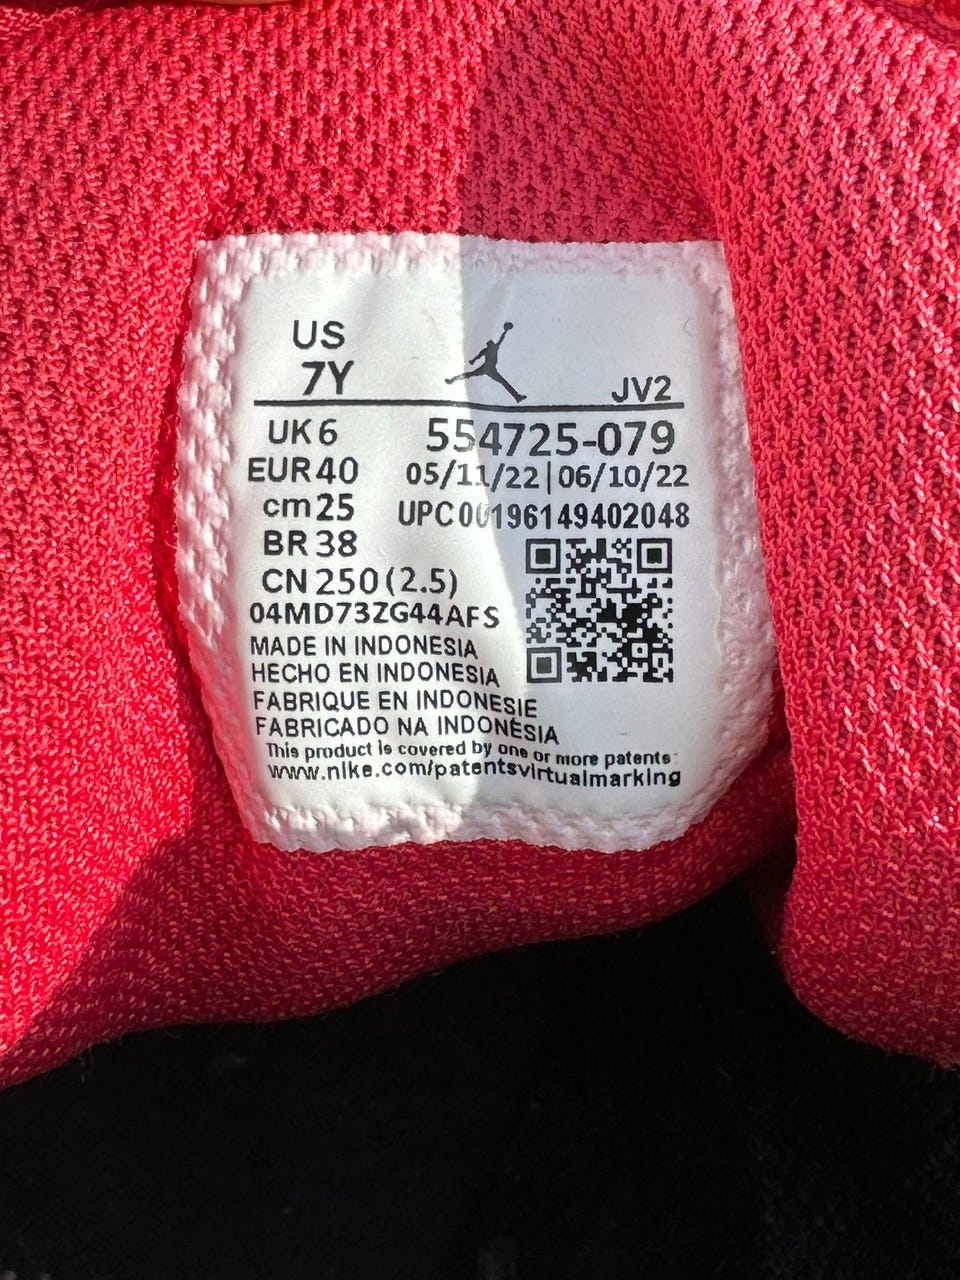 US
7Y
JV2
UK 6
554725-079
EUR 40
05/11/22 | 06/10/22
cm 25
UPC 00196149402048
BR 38
CN 250 (2.5)
04MD73ZG44AFS
MADE IN INDONESIA
HECHO EN INDONESIA
FABRIQUE EN INDONESIE
FABRICADO NA INDONÉSIA
This product is covered by one or more patents:
www.nike.com/patentsvirtualmarking